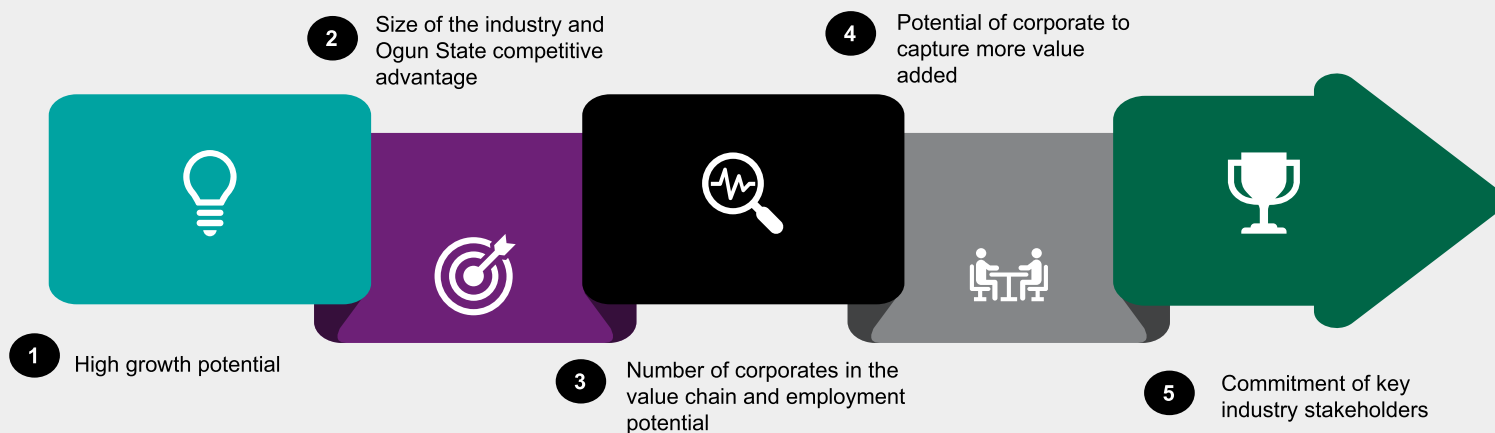 1
High growth potential
2
Size of the industry and
Ogun State competitive
advantage
3
Number of corporates in the
value chain and employment
potential
4
Potential of corporate to
capture more value
added
5
Commitment of key
industry stakeholders